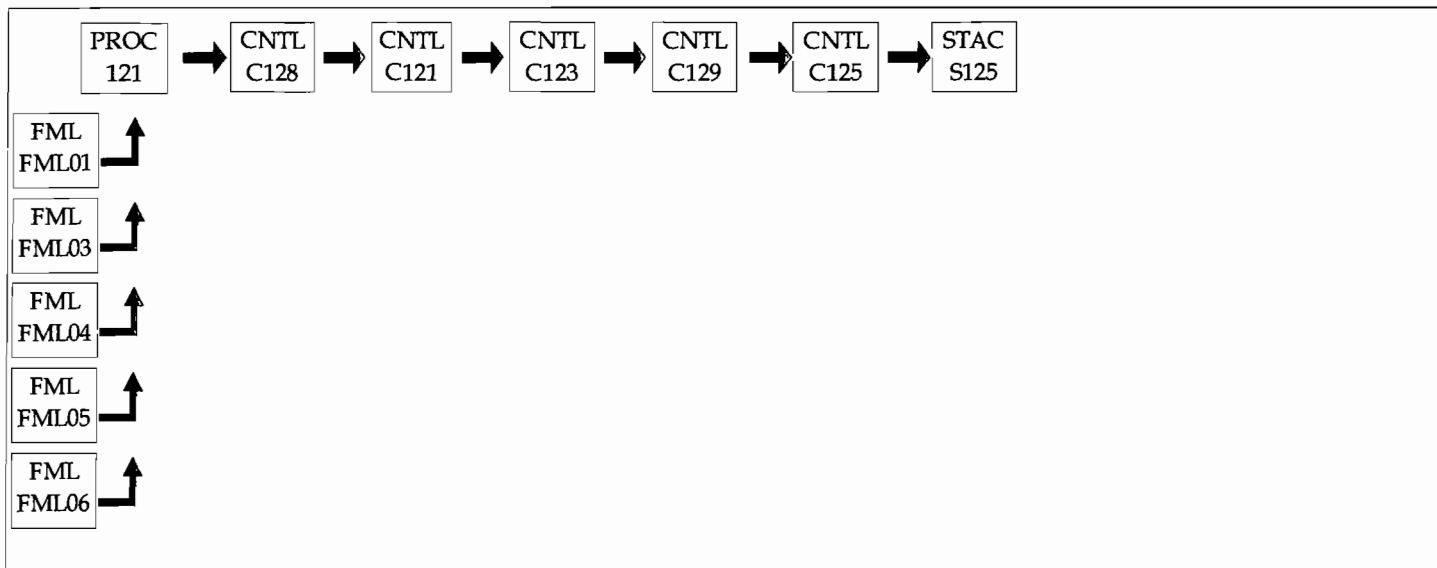 PROC
121
CNTL
C128
CNTL
C121
CNTL
C123
CNTL
C129
CNTL
C125
STAC
S125
FML
FML01
FML
FML03
FML
FML04
FML
FML05
FML
FML06